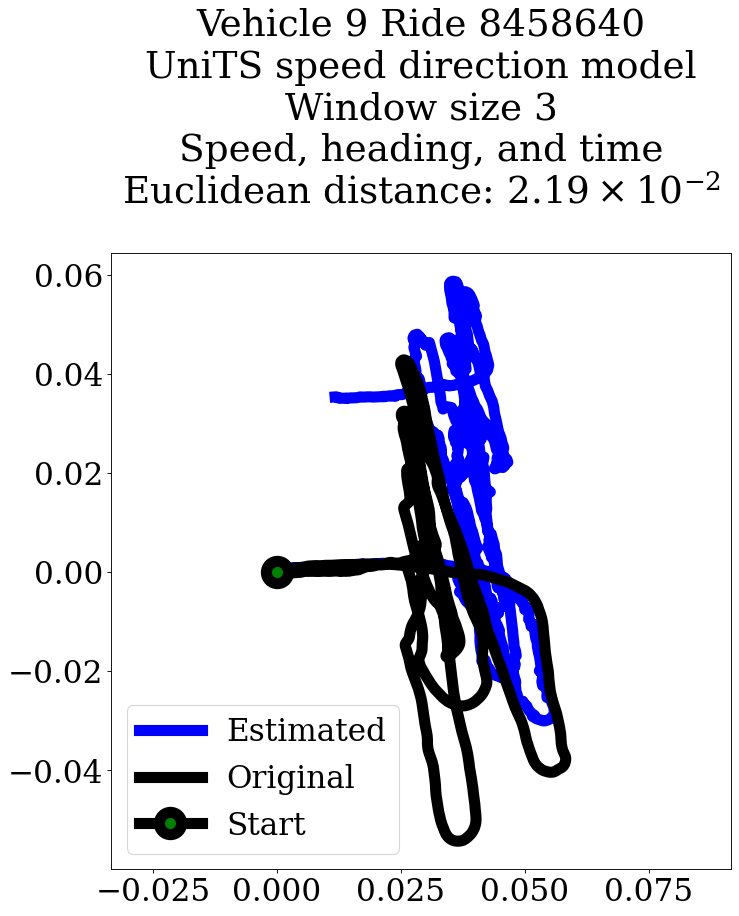 Vehicle 9 Ride 8458640
UniTS speed direction model
Window size 3
Speed, heading, and time
Euclidean distance: 2.19 × 10⁻²
0.06
0.04
0.02
0.00
−0.02
−0.04
Estimated
Original
Start
−0.025 0.000 0.025 0.050 0.075